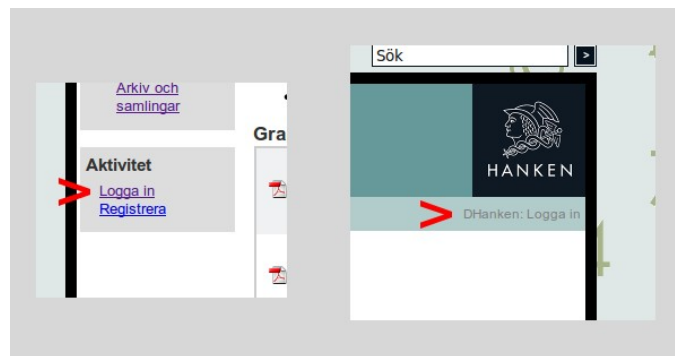 Arkiv och
samlingar
Gra
Aktivitet
Logga in
Registrera
Sök
>
HANKEN
> DHanken: Logga in